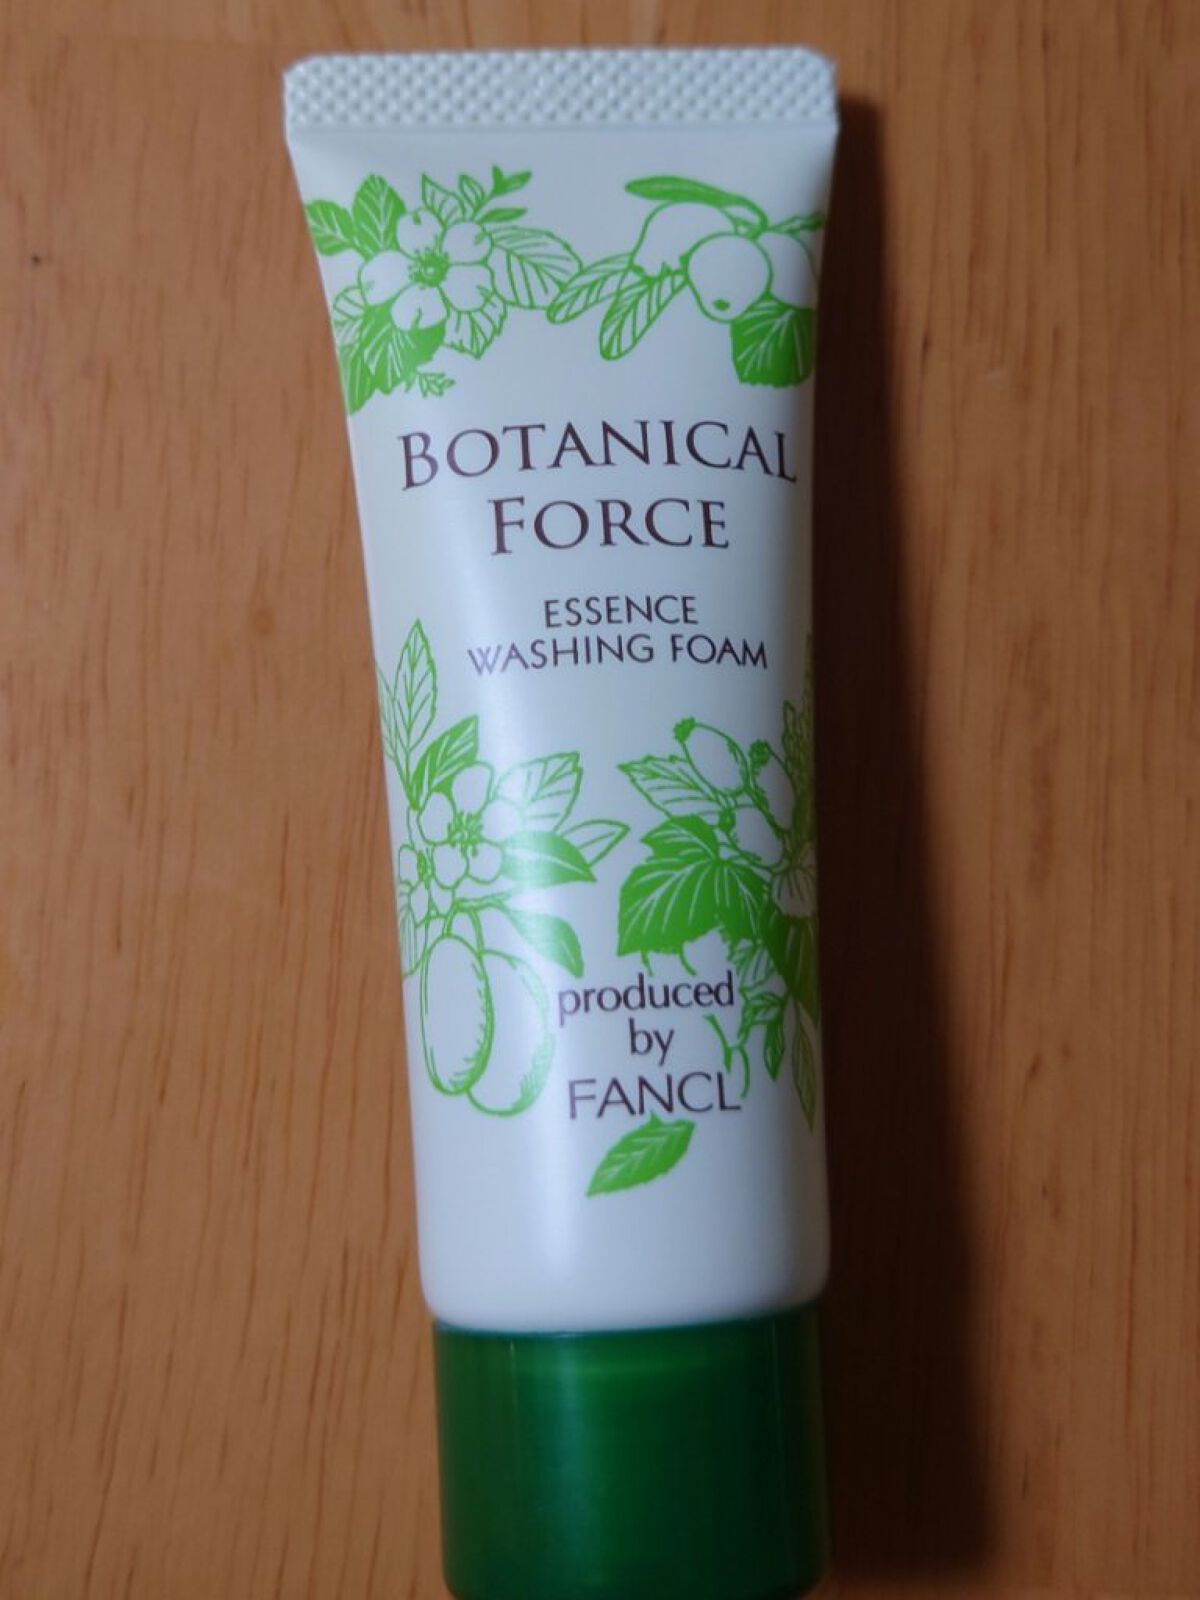 BOTANICAL
FORCE
ESSENCE
WASHING FOAM
produced
by
FANCL